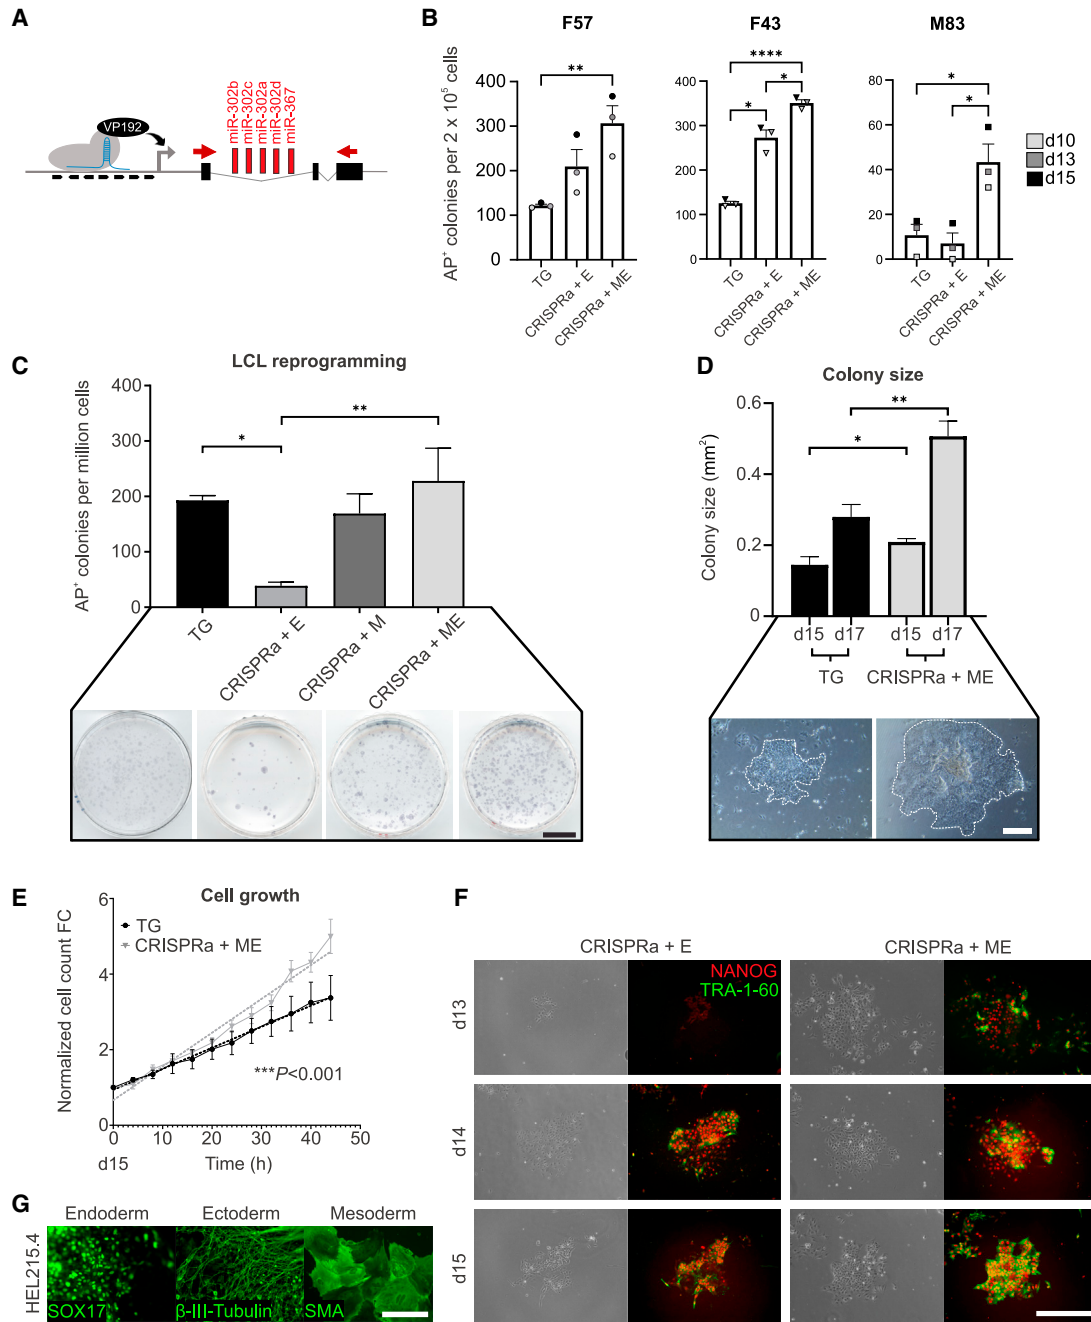 A
VP192
miR-302b
miR-302c
miR-302a
miR-302d
miR-367
B
F57
F43
M83
AP⁺ colonies per 2 x 10⁵ cells
400
300
200
100
0
**
TG
CRISPRa + E
CRISPRa + ME
400
300
200
100
0
****
*
*
TG
CRISPRa + E
CRISPRa + ME
80
60
40
20
0
*
*
TG
CRISPRa + E
CRISPRa + ME
d10
d13
d15
C
LCL reprogramming
AP⁺ colonies per million cells
400
300
200
100
0
*
**
TG
CRISPRa + E
CRISPRa + M
CRISPRa + ME
D
Colony size
Colony size (mm²)
0.6
0.4
0.2
0
*
**
d15 d17 d15 d17
TG CRISPRa + ME
E
Cell growth
Normalized cell count FC
6
4
2
0
TG
CRISPRa + ME
***P<0.001
0 10 20 30 40 50
d15
Time (h)
F
CRISPRa + E
CRISPRa + ME
NANOG
TRA-1-60
d13
d14
d15
G
HEL215.4
Endoderm Ectoderm Mesoderm
SOX17 β-III-Tubulin SMA